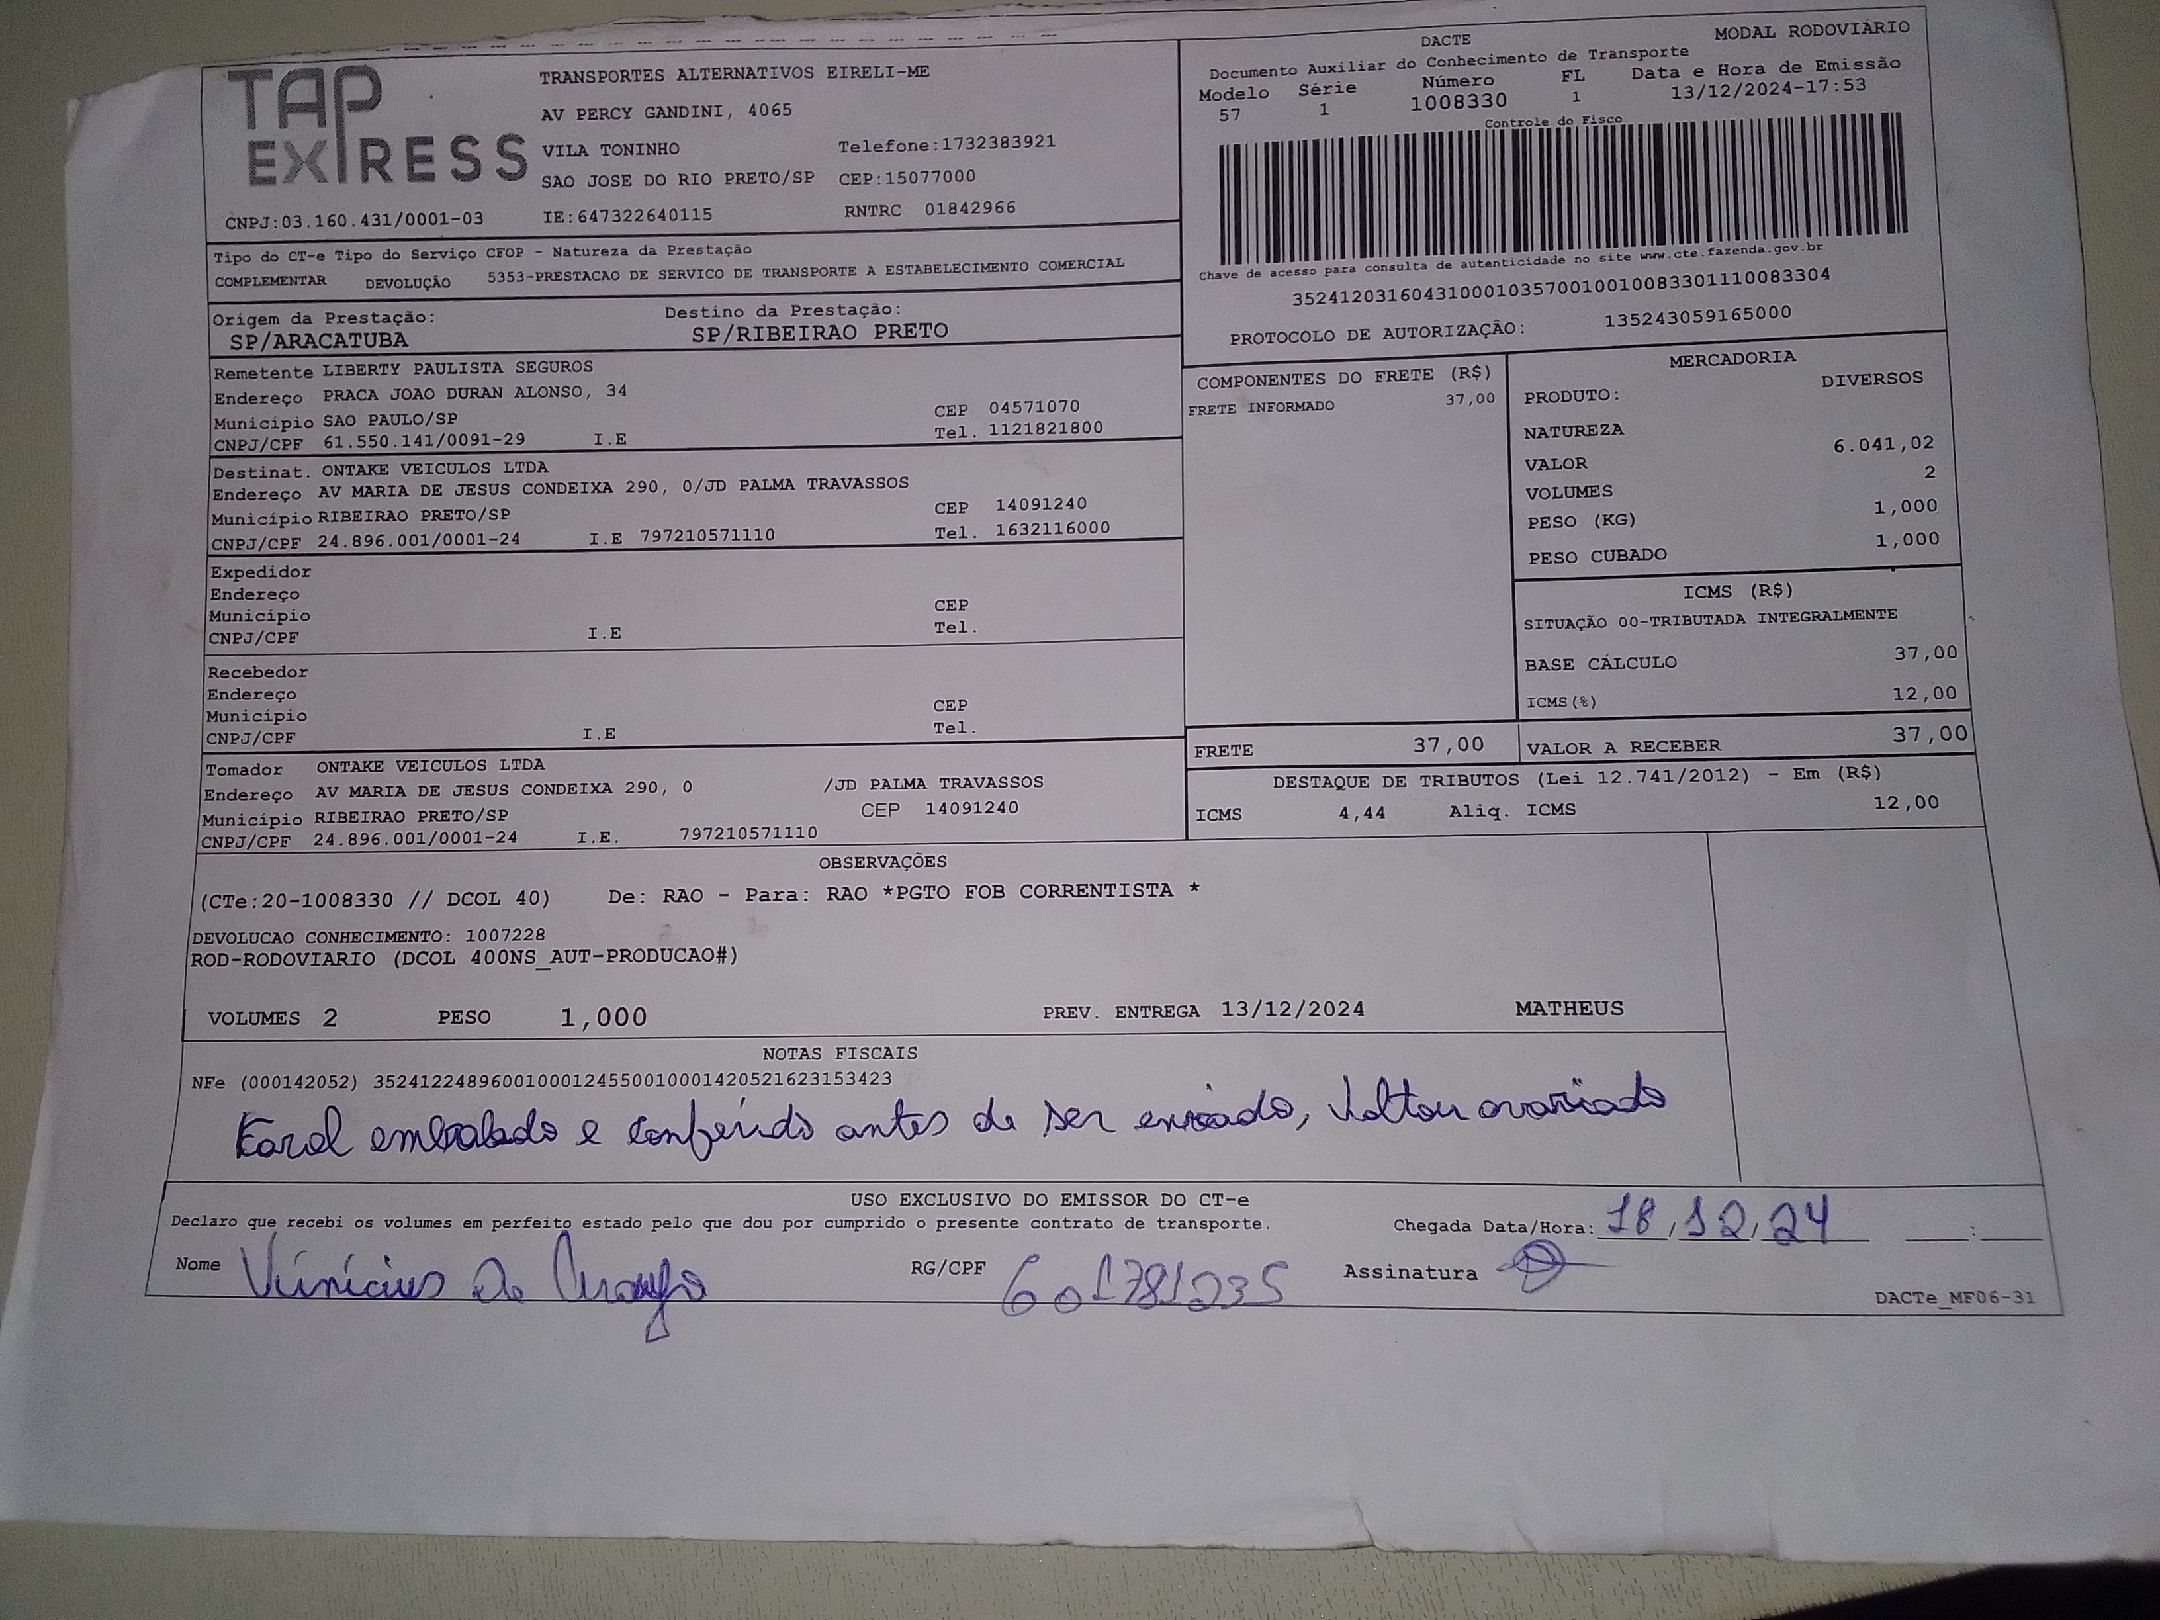 TAP EXPRESS
TRANSPORTES ALTERNATIVOS EIRELI-ME
AV PERCY GANDINI, 4065
VILA TONINHO Telefone:1732383921
SAO JOSE DO RIO PRETO/SP CEP:15077000
CNPJ:03.160.431/0001-03 IE:647322640115 RNTRC 01842966
DACTE MODAL RODOVIÁRIO
Documento Auxiliar do Conhecimento de Transporte
Modelo Série Número FL Data e Hora de Emissão
57 1 1008330 1 13/12/2024-17:53
Controle do Fisco
Chave de acesso para consulta de autenticidade no site www.cte.fazenda.gov.br
35241203160431000103570010010083301110083304
PROTOCOLO DE AUTORIZAÇÃO: 135243059165000
Tipo do CT-e Tipo do Serviço CFOP - Natureza da Prestação
COMPLEMENTAR DEVOLUÇÃO 5353-PRESTACAO DE SERVICO DE TRANSPORTE A ESTABELECIMENTO COMERCIAL
Origem da Prestação: Destino da Prestação:
SP/ARACATUBA SP/RIBEIRAO PRETO
Remetente LIBERTY PAULISTA SEGUROS
Endereço PRACA JOAO DURAN ALONSO, 34
Município SAO PAULO/SP CEP 04571070
CNPJ/CPF 61.550.141/0091-29 I.E Tel. 1121821800
Destinat. ONTAKE VEICULOS LTDA
Endereço AV MARIA DE JESUS CONDEIXA 290, 0/JD PALMA TRAVASSOS
Município RIBEIRAO PRETO/SP CEP 14091240
CNPJ/CPF 24.896.001/0001-24 I.E 797210571110 Tel. 1632116000
Expedidor
Endereço
Município CEP
CNPJ/CPF I.E Tel.
Recebedor
Endereço
Município CEP
CNPJ/CPF I.E Tel.
Tomador ONTAKE VEICULOS LTDA
Endereço AV MARIA DE JESUS CONDEIXA 290, 0 /JD PALMA TRAVASSOS
Município RIBEIRAO PRETO/SP CEP 14091240
CNPJ/CPF 24.896.001/0001-24 I.E. 797210571110
COMPONENTES DO FRETE (R$)
FRETE INFORMADO 37,00
MERCADORIA
PRODUTO: DIVERSOS
NATUREZA
VALOR 6.041,02
VOLUMES 2
PESO (KG) 1,000
PESO CUBADO 1,000
ICMS (R$)
SITUAÇÃO 00-TRIBUTADA INTEGRALMENTE
BASE CÁLCULO 37,00
ICMS(%) 12,00
FRETE 37,00 VALOR A RECEBER 37,00
DESTAQUE DE TRIBUTOS (Lei 12.741/2012) - Em (R$)
ICMS 4,44 Aliq. ICMS 12,00
OBSERVAÇÕES
(CTe:20-1008330 // DCOL 40) De: RAO - Para: RAO *PGTO FOB CORRENTISTA *
DEVOLUCAO CONHECIMENTO: 1007228
ROD-RODOVIARIO (DCOL 400NS_AUT-PRODUCAO#)
VOLUMES 2 PESO 1,000 PREV. ENTREGA 13/12/2024 MATHEUS
NOTAS FISCAIS
NFe (000142052) 35241224896001000124550010001420521623153423
Farol embalado e conferido antes de ser enviado, voltou avariado
USO EXCLUSIVO DO EMISSOR DO CT-e
Declaro que recebi os volumes em perfeito estado pelo que dou por cumprido o presente contrato de transporte. Chegada Data/Hora: 18/12/24 :
Nome Vinícius De Araujo RG/CPF 601781235 Assinatura
DACTe_MF06-31